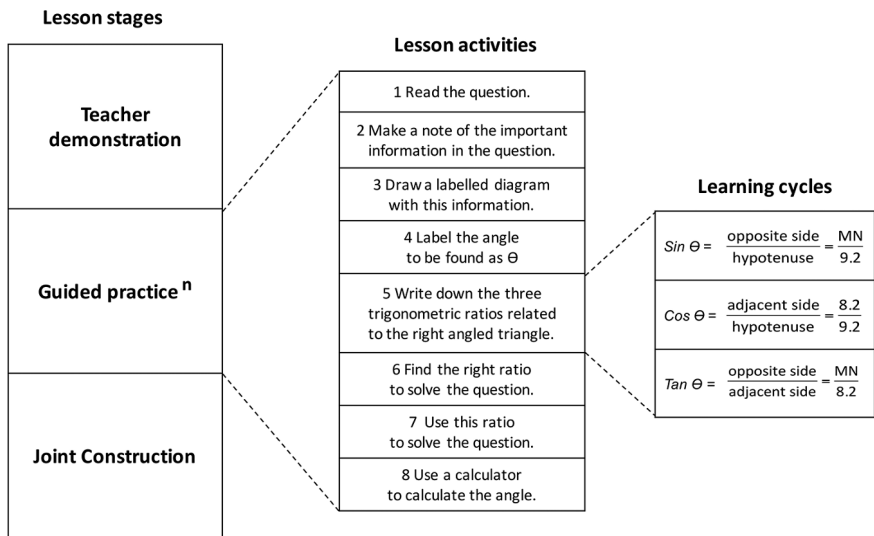 Lesson stages
Teacher
demonstration
Guided practice n
Joint Construction
Lesson activities
1 Read the question.
2 Make a note of the important
information in the question.
3 Draw a labelled diagram
with this information.
4 Label the angle
to be found as Ɵ
5 Write down the three
trigonometric ratios related
to the right angled triangle.
6 Find the right ratio
to solve the question.
7 Use this ratio
to solve the question.
8 Use a calculator
to calculate the angle.
Learning cycles
Sin Ɵ = opposite side / hypotenuse = MN / 9.2
Cos Ɵ = adjacent side / hypotenuse = 8.2 / 9.2
Tan Ɵ = opposite side / adjacent side = MN / 8.2